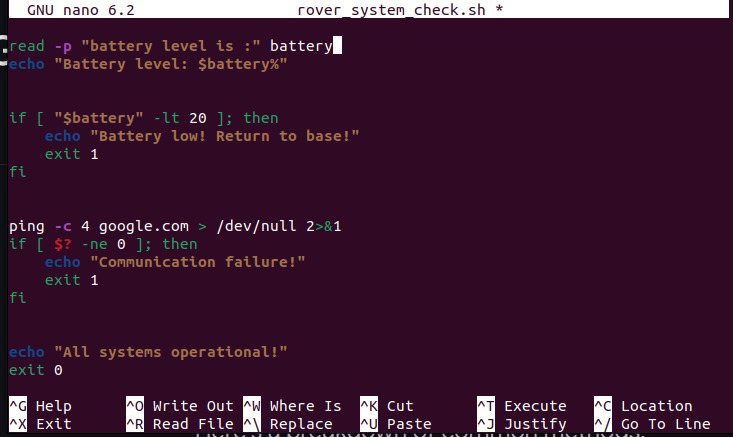 GNU nano 6.2 rover_system_check.sh *
read -p "battery level is :" battery
echo "Battery level: $battery%"
if [ "$battery" -lt 20 ]; then
    echo "Battery low! Return to base!"
    exit 1
fi
ping -c 4 google.com > /dev/null 2>&1
if [ $? -ne 0 ]; then
    echo "Communication failure!"
    exit 1
fi
echo "All systems operational!"
exit 0
^G Help ^O Write Out ^W Where Is ^K Cut ^T Execute ^C Location
^X Exit ^R Read File ^\ Replace ^U Paste ^J Justify ^/ Go To Line